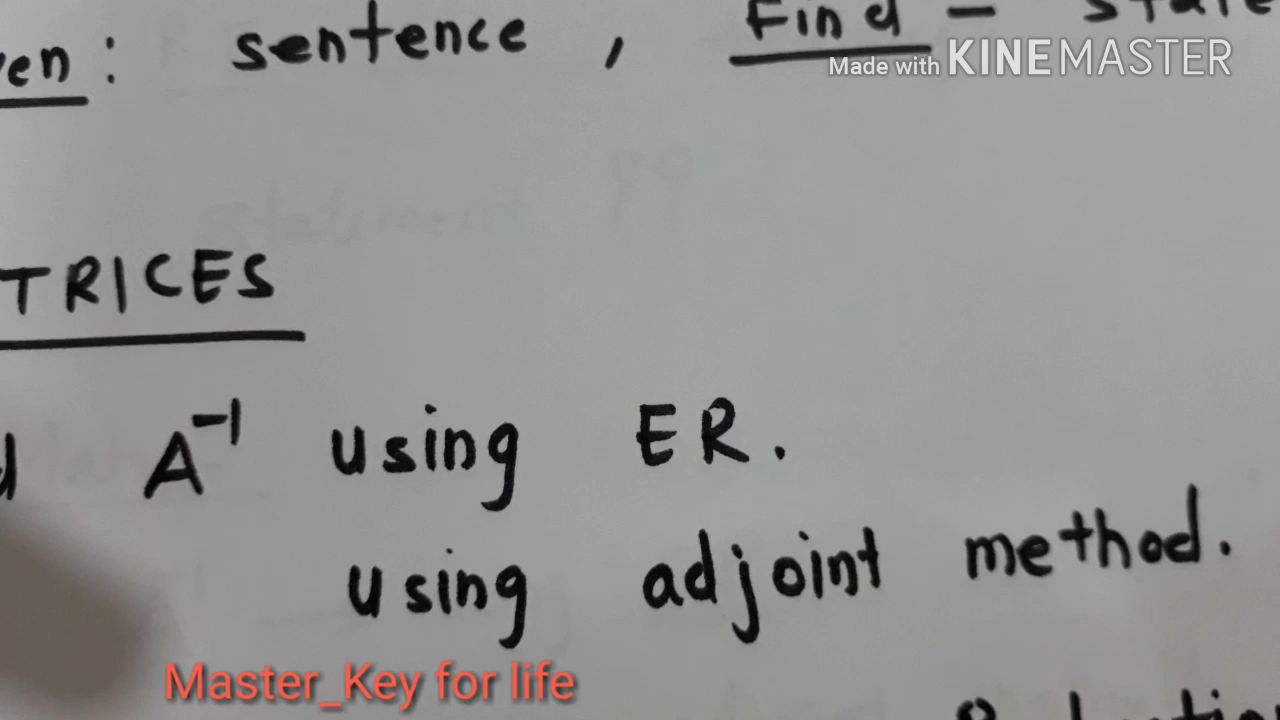 en: sentence, Find -
Made with KINEMASTER
TRICES
A⁻¹ using ER.
using adjoint method.
Master_Key for life